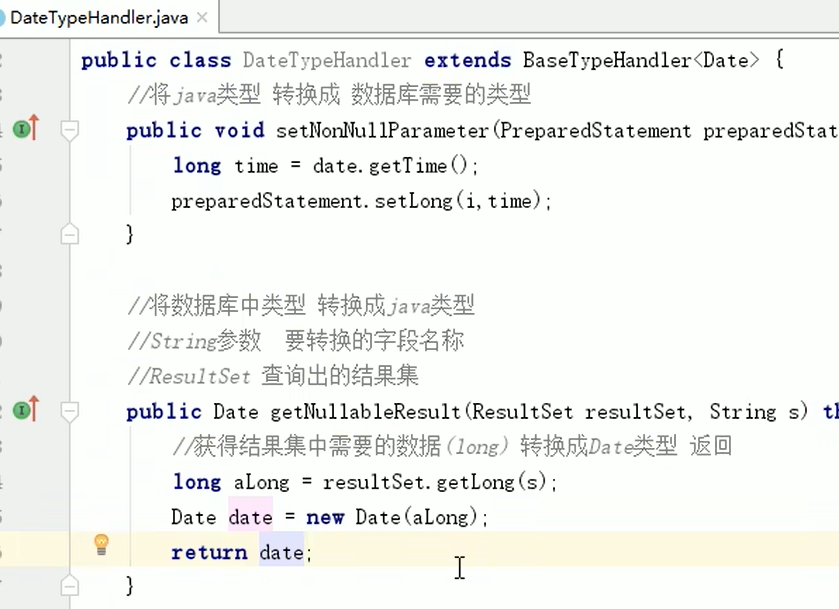 DateTypeHandler.java ×
public class DateTypeHandler extends BaseTypeHandler<Date> {
//将java类型 转换成 数据库需要的类型
public void setNonNullParameter(PreparedStatement preparedStat
long time = date.getTime();
preparedStatement.setLong(i,time);
}
//将数据库中类型 转换成java类型
//String参数  要转换的字段名称
//ResultSet 查询出的结果集
public Date getNullableResult(ResultSet resultSet, String s) th
//获得结果集中需要的数据(long) 转换成Date类型 返回
long aLong = resultSet.getLong(s);
Date date = new Date(aLong);
return date;
}